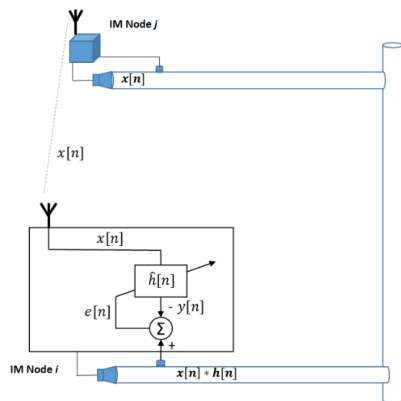 IM Node j
x[n]
x[n]
x[n]
ĥ[n]
- y[n]
e[n]
Σ
+
IM Node i
x[n] * h[n]